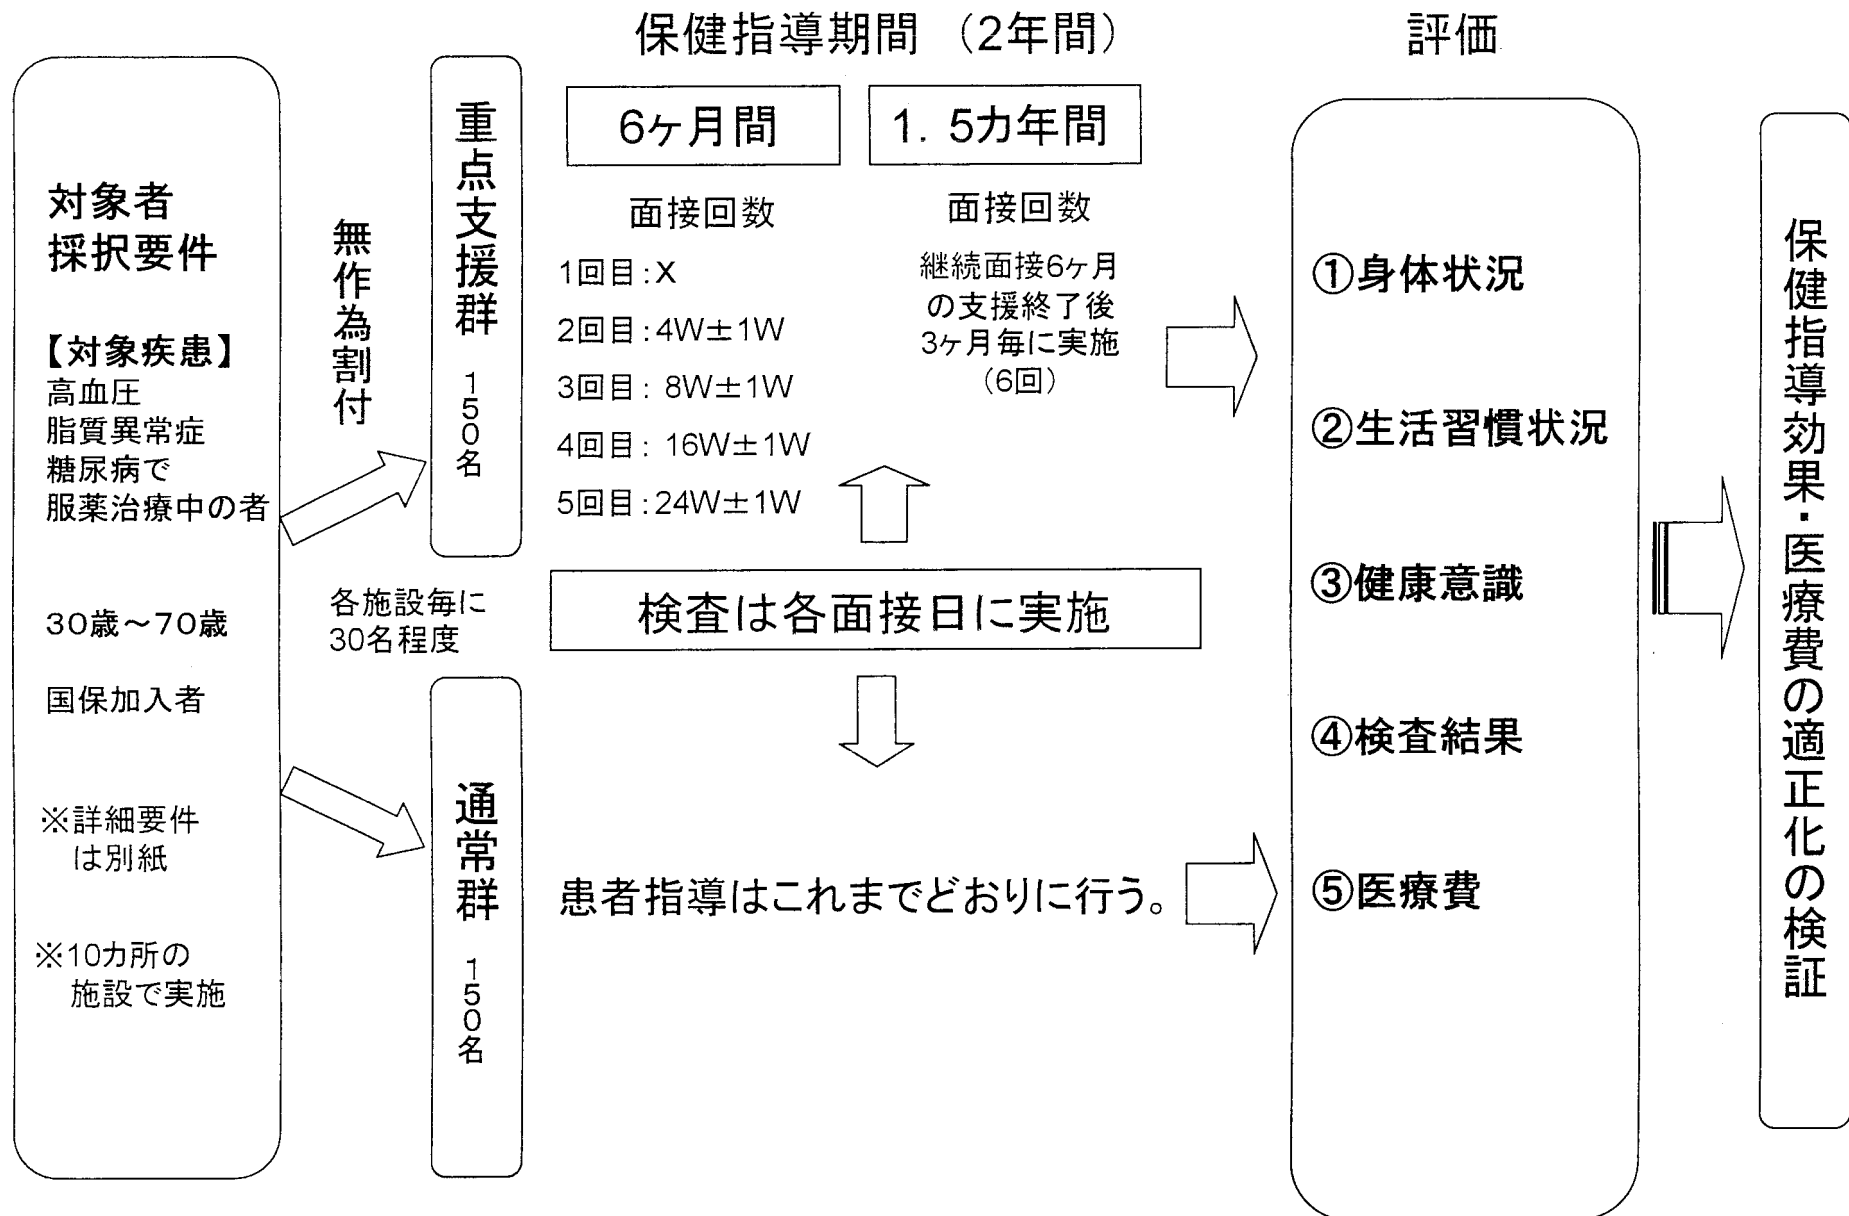 保健指導期間 （2年間）
評価
対象者
採択要件
【対象疾患】
高血圧
脂質異常症
糖尿病で
服薬治療中の者
30歳～70歳
国保加入者
※詳細要件
は別紙
※10カ所の
施設で実施
無作為割付
各施設毎に
30名程度
重点支援群 150名
通常群 150名
6ヶ月間
面接回数
1回目：X
2回目：4W±1W
3回目： 8W±1W
4回目： 16W±1W
5回目：24W±1W
1．5カ年間
面接回数
継続面接6ヶ月
の支援終了後
3ヶ月毎に実施
（6回）
検査は各面接日に実施
患者指導はこれまでどおりに行う。
①身体状況
②生活習慣状況
③健康意識
④検査結果
⑤医療費
保健指導効果・医療費の適正化の検証